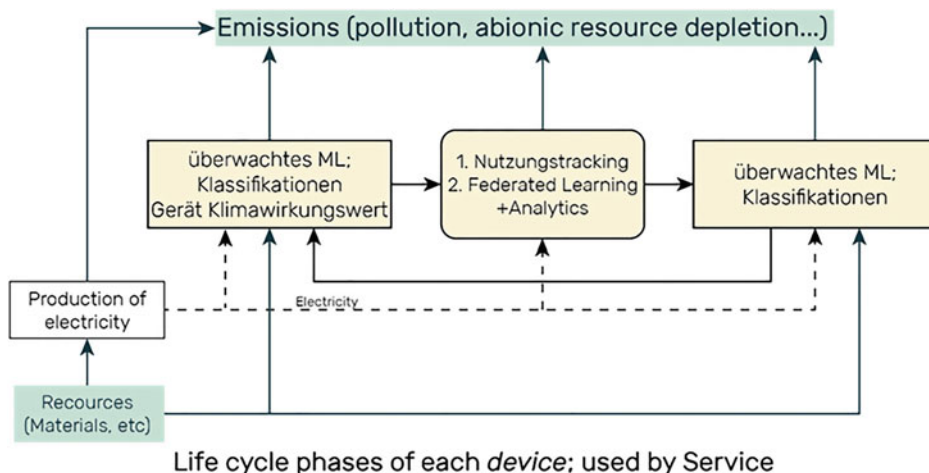 Emissions (pollution, abionic resource depletion...)
überwachtes ML;
Klassifikationen
Gerät Klimawirkungswert
1. Nutzungstracking
2. Federated Learning
+Analytics
überwachtes ML;
Klassifikationen
Production of
electricity
Electricity
Recources
(Materials, etc)
Life cycle phases of each device; used by Service